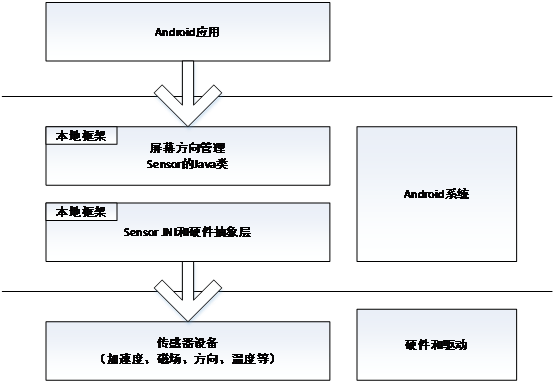 Android应用
本地框架
屏幕方向管理
Sensor的Java类
Android系统
本地框架
Sensor JNI和硬件抽象层
传感器设备
（加速度、磁场、方向、温度等）
硬件和驱动